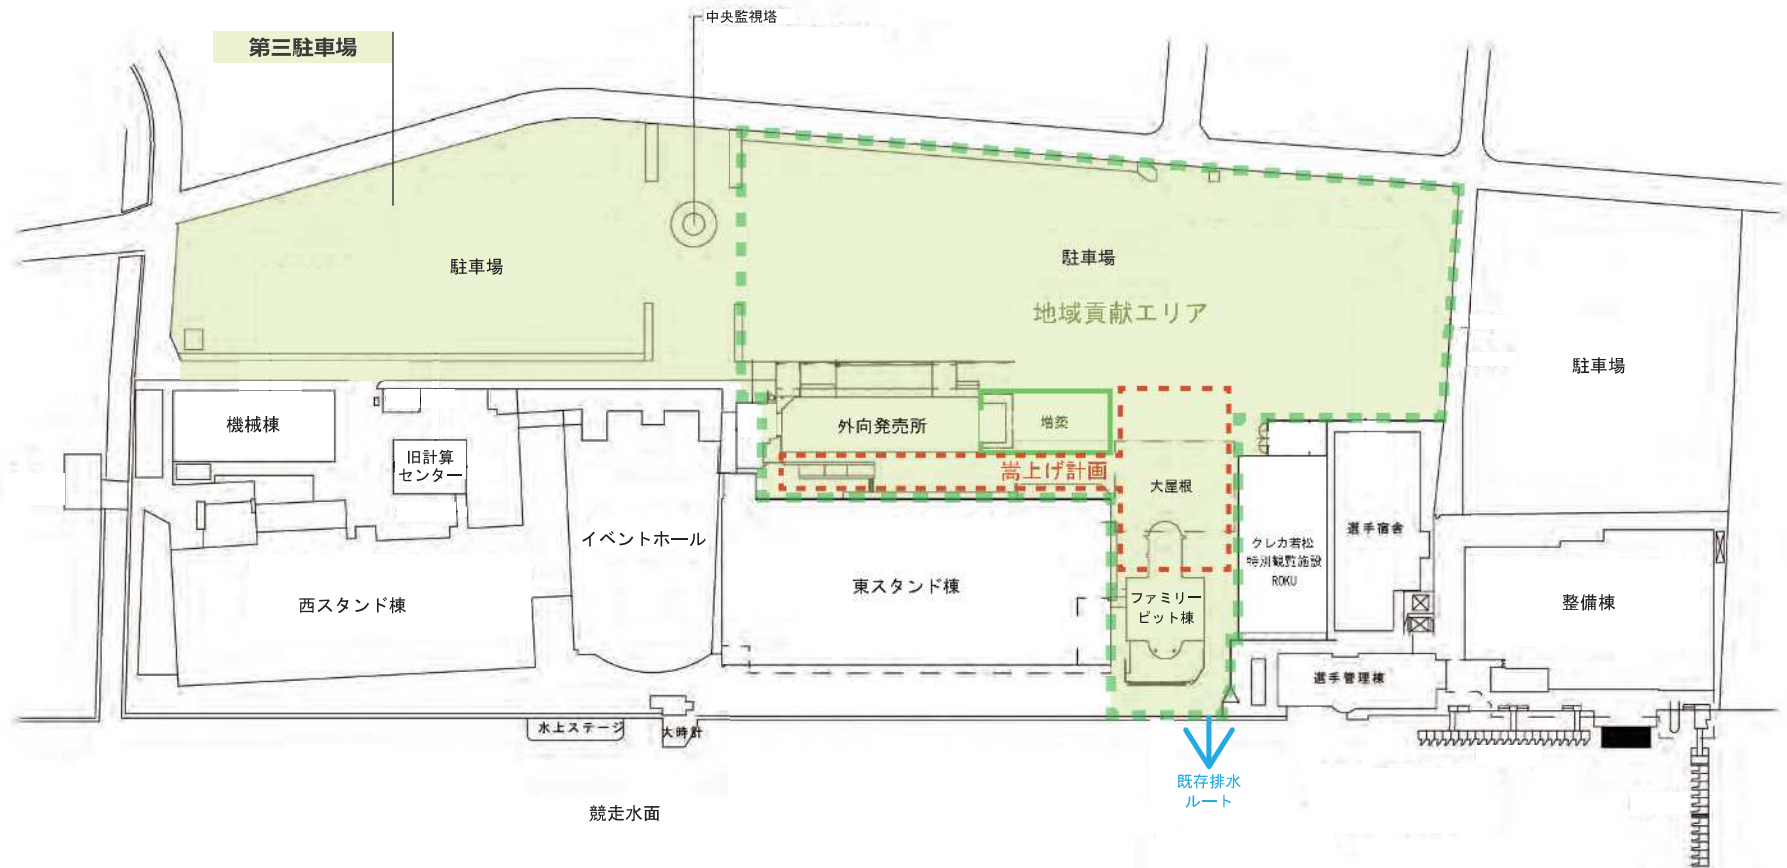 中央監視塔
第三駐車場
駐車場
駐車場
地域貢献エリア
駐車場
機械棟
旧計算
センター
外向発売所
増築
嵩上げ計画
大屋根
イベントホール
西スタンド棟
東スタンド棟
ファミリー
ピット棟
クレカ若松
特別観覧施設
ROKU
選手宿舎
整備棟
選手管理棟
水上ステージ
大時計
既存排水
ルート
競走水面